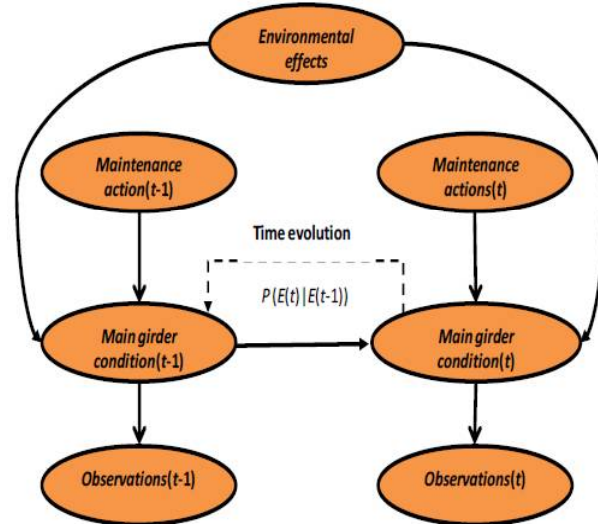 Environmental
effects
Maintenance
action(t-1)
Maintenance
actions(t)
Time evolution
P(E(t)|E(t-1))
Main girder
condition(t-1)
Main girder
condition(t)
Observations(t-1)
Observations(t)